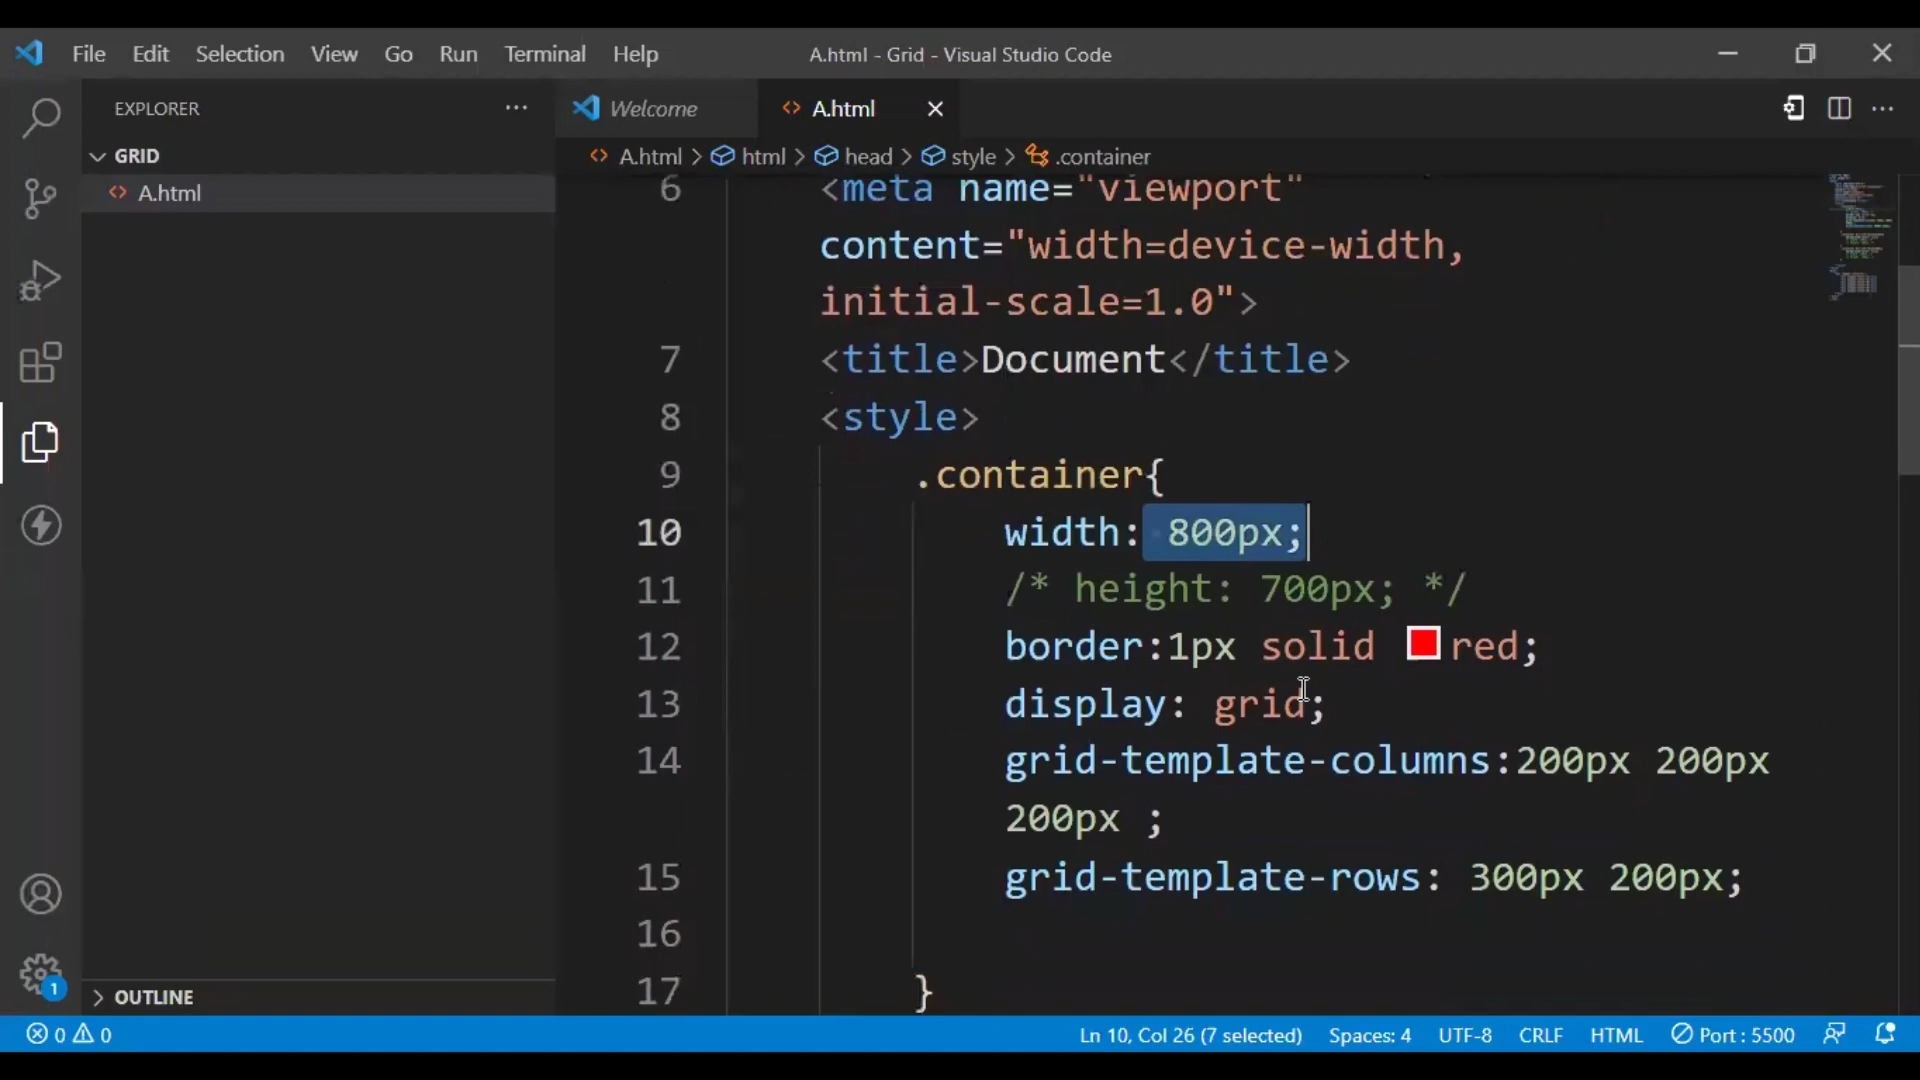 File Edit Selection View Go Run Terminal Help A.html - Grid - Visual Studio Code
EXPLORER
GRID
A.html
OUTLINE
Welcome A.html
A.html > html > head > style > .container
6 <meta name="viewport"
content="width=device-width,
initial-scale=1.0">
7 <title>Document</title>
8 <style>
9 .container{
10 width: 800px;
11 /* height: 700px; */
12 border:1px solid red;
13 display: grid;
14 grid-template-columns:200px 200px
200px ;
15 grid-template-rows: 300px 200px;
16
17 }
1
0 0 Ln 10, Col 26 (7 selected) Spaces: 4 UTF-8 CRLF HTML Port : 5500